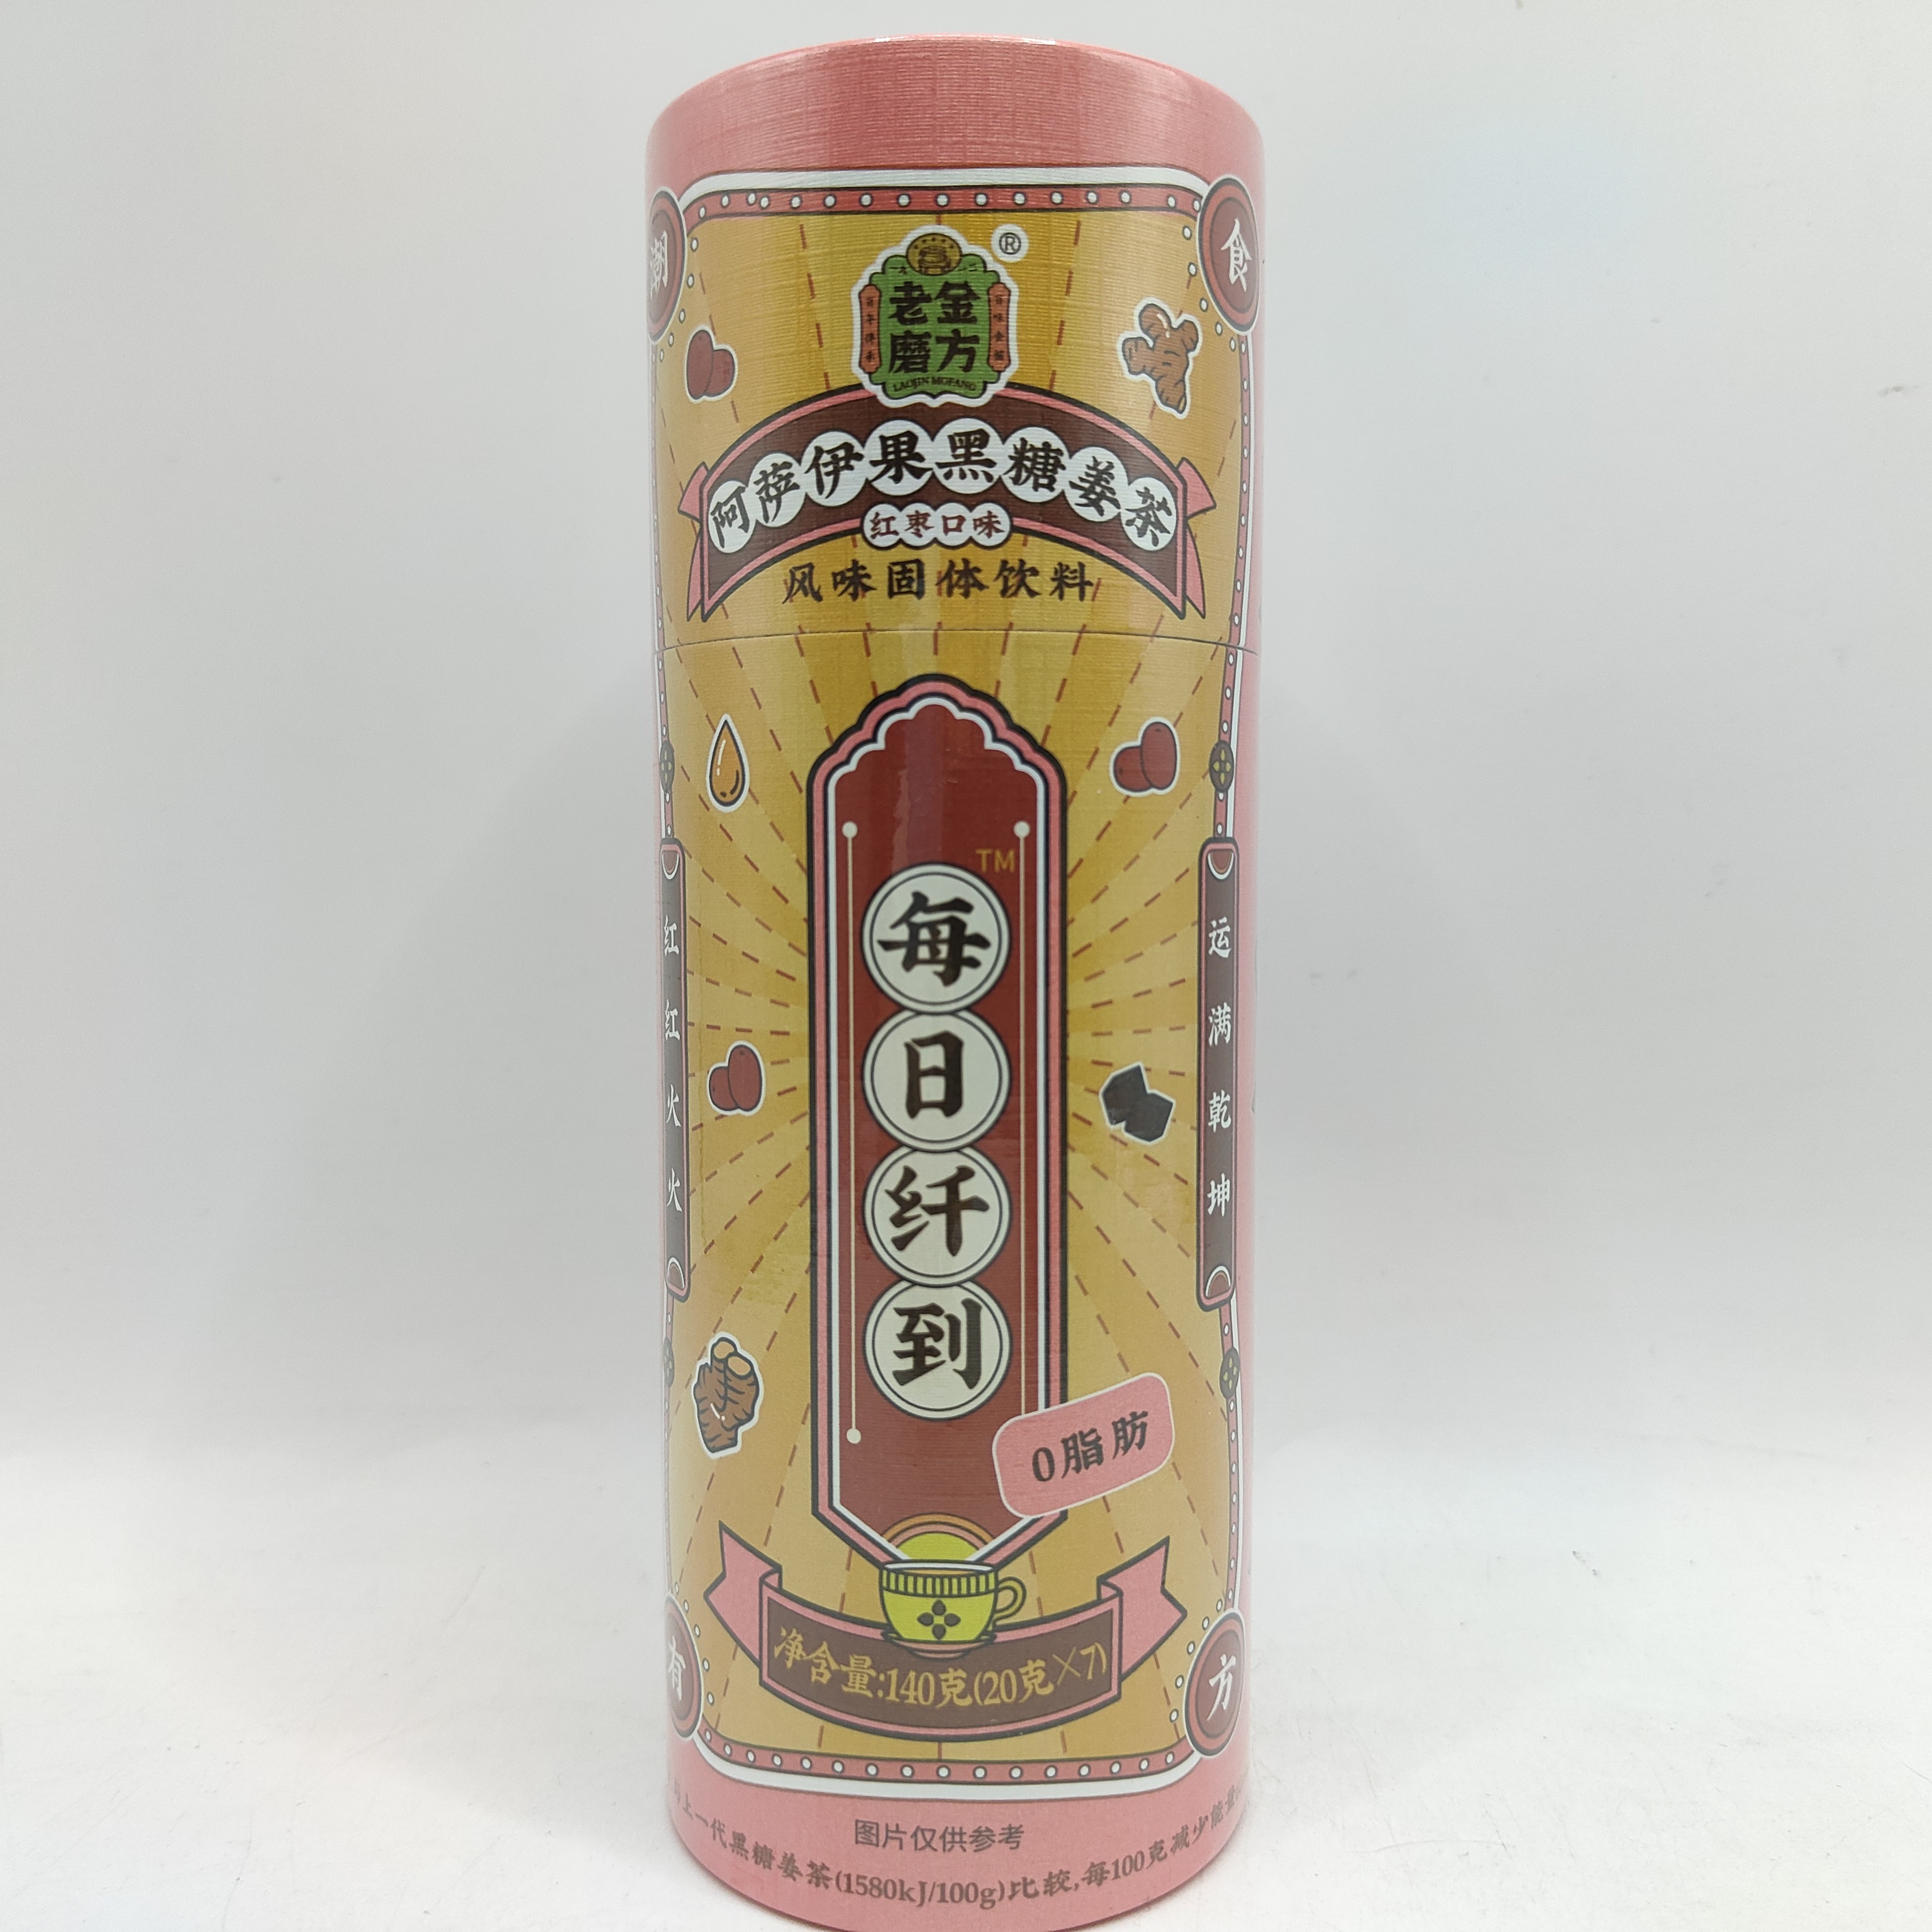 潮
食
®
老金
磨方
LAOJIN MOFANG
阿萨伊果黑糖姜茶
红枣口味
风味固体饮料
TM
每日纤到
红红火火
运满乾坤
0脂肪
净含量:140克(20克×7)
有
方
图片仅供参考
与上一代黑糖姜茶(1580kJ/100g)比较,每100克减少能量